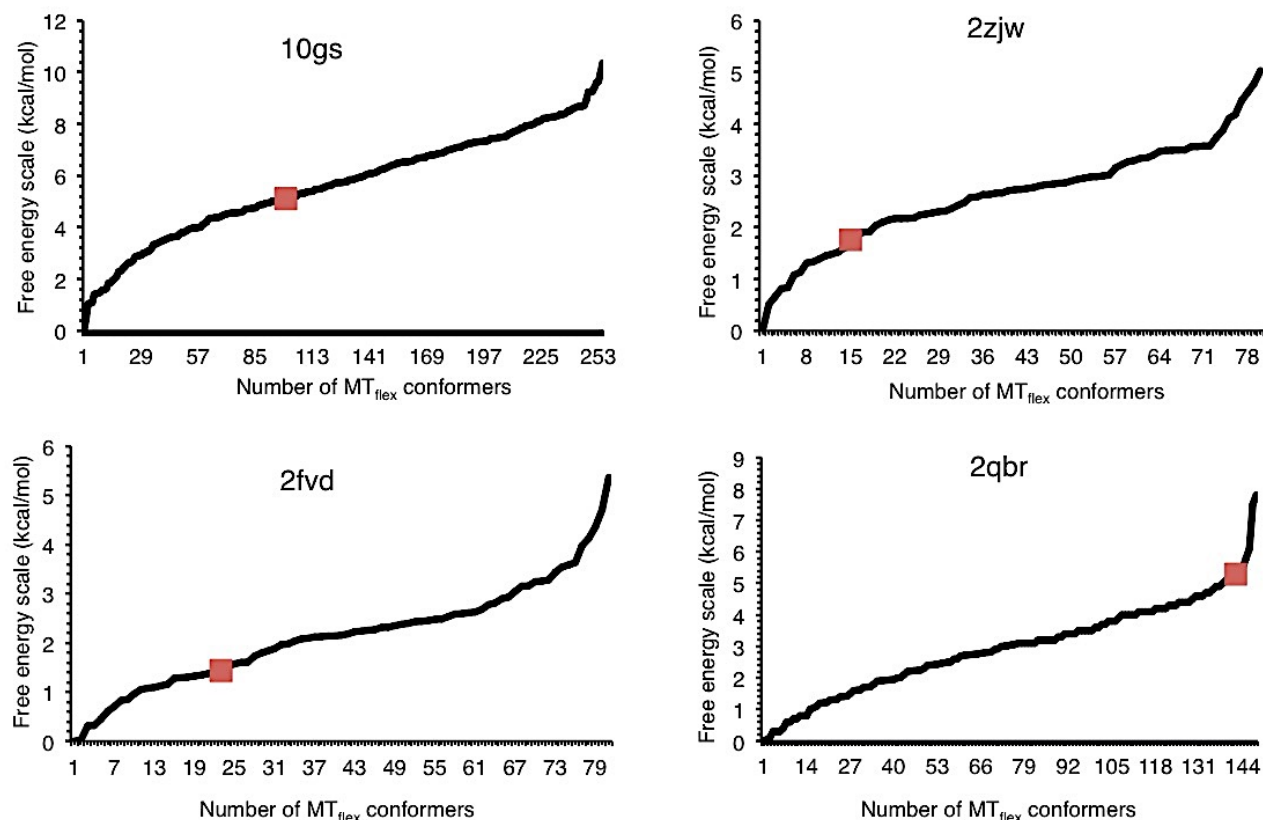 10gs
Free energy scale (kcal/mol)
12
10
8
6
4
2
0
1 29 57 85 113 141 169 197 225 253
Number of MTflex conformers
2zjw
Free energy scale (kcal/mol)
6
5
4
3
2
1
0
1 8 15 22 29 36 43 50 57 64 71 78
Number of MTflex conformers
2fvd
Free energy scale (kcal/mol)
6
5
4
3
2
1
0
1 7 13 19 25 31 37 43 49 55 61 67 73 79
Number of MTflex conformers
2qbr
Free energy scale (kcal/mol)
9
8
7
6
5
4
3
2
1
0
1 14 27 40 53 66 79 92 105 118 131 144
Number of MTflex conformers